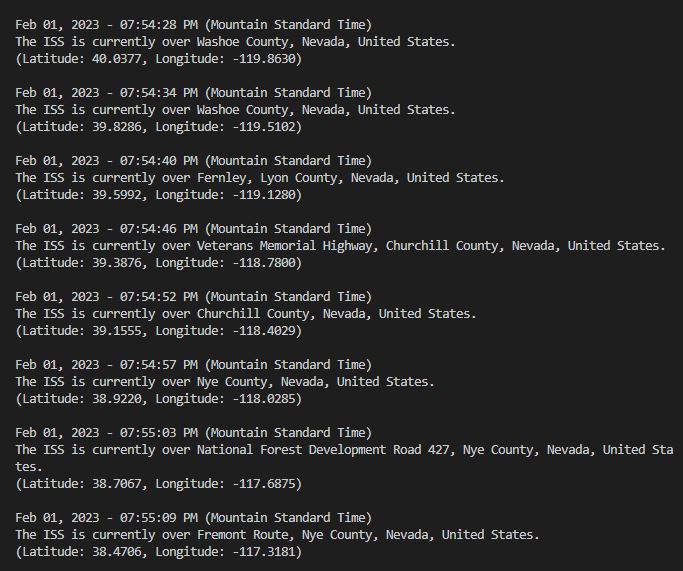 Feb 01, 2023 - 07:54:28 PM (Mountain Standard Time)
The ISS is currently over Washoe County, Nevada, United States.
(Latitude: 40.0377, Longitude: -119.8630)
Feb 01, 2023 - 07:54:34 PM (Mountain Standard Time)
The ISS is currently over Washoe County, Nevada, United States.
(Latitude: 39.8286, Longitude: -119.5102)
Feb 01, 2023 - 07:54:40 PM (Mountain Standard Time)
The ISS is currently over Fernley, Lyon County, Nevada, United States.
(Latitude: 39.5992, Longitude: -119.1280)
Feb 01, 2023 - 07:54:46 PM (Mountain Standard Time)
The ISS is currently over Veterans Memorial Highway, Churchill County, Nevada, United States.
(Latitude: 39.3876, Longitude: -118.7800)
Feb 01, 2023 - 07:54:52 PM (Mountain Standard Time)
The ISS is currently over Churchill County, Nevada, United States.
(Latitude: 39.1555, Longitude: -118.4029)
Feb 01, 2023 - 07:54:57 PM (Mountain Standard Time)
The ISS is currently over Nye County, Nevada, United States.
(Latitude: 38.9220, Longitude: -118.0285)
Feb 01, 2023 - 07:55:03 PM (Mountain Standard Time)
The ISS is currently over National Forest Development Road 427, Nye County, Nevada, United Sta
tes.
(Latitude: 38.7067, Longitude: -117.6875)
Feb 01, 2023 - 07:55:09 PM (Mountain Standard Time)
The ISS is currently over Fremont Route, Nye County, Nevada, United States.
(Latitude: 38.4706, Longitude: -117.3181)